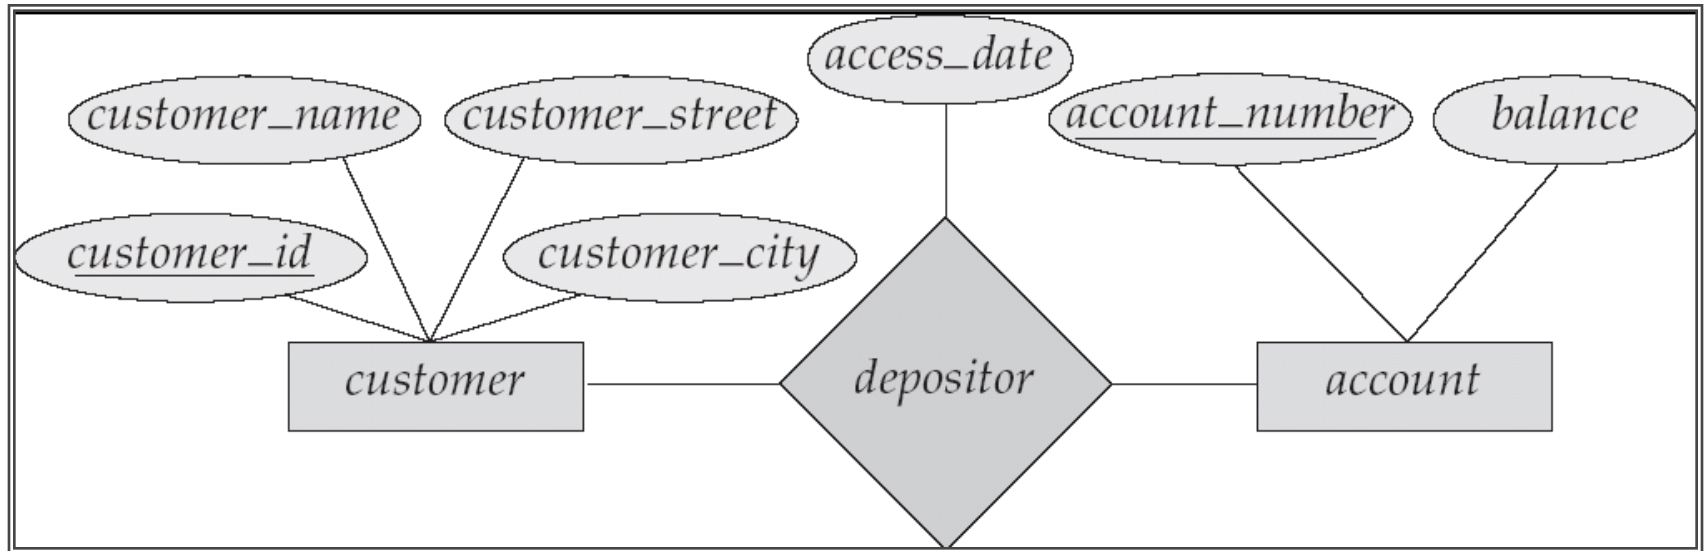 access_date
customer_name
customer_street
account_number
balance
customer_id
customer_city
customer
depositor
account